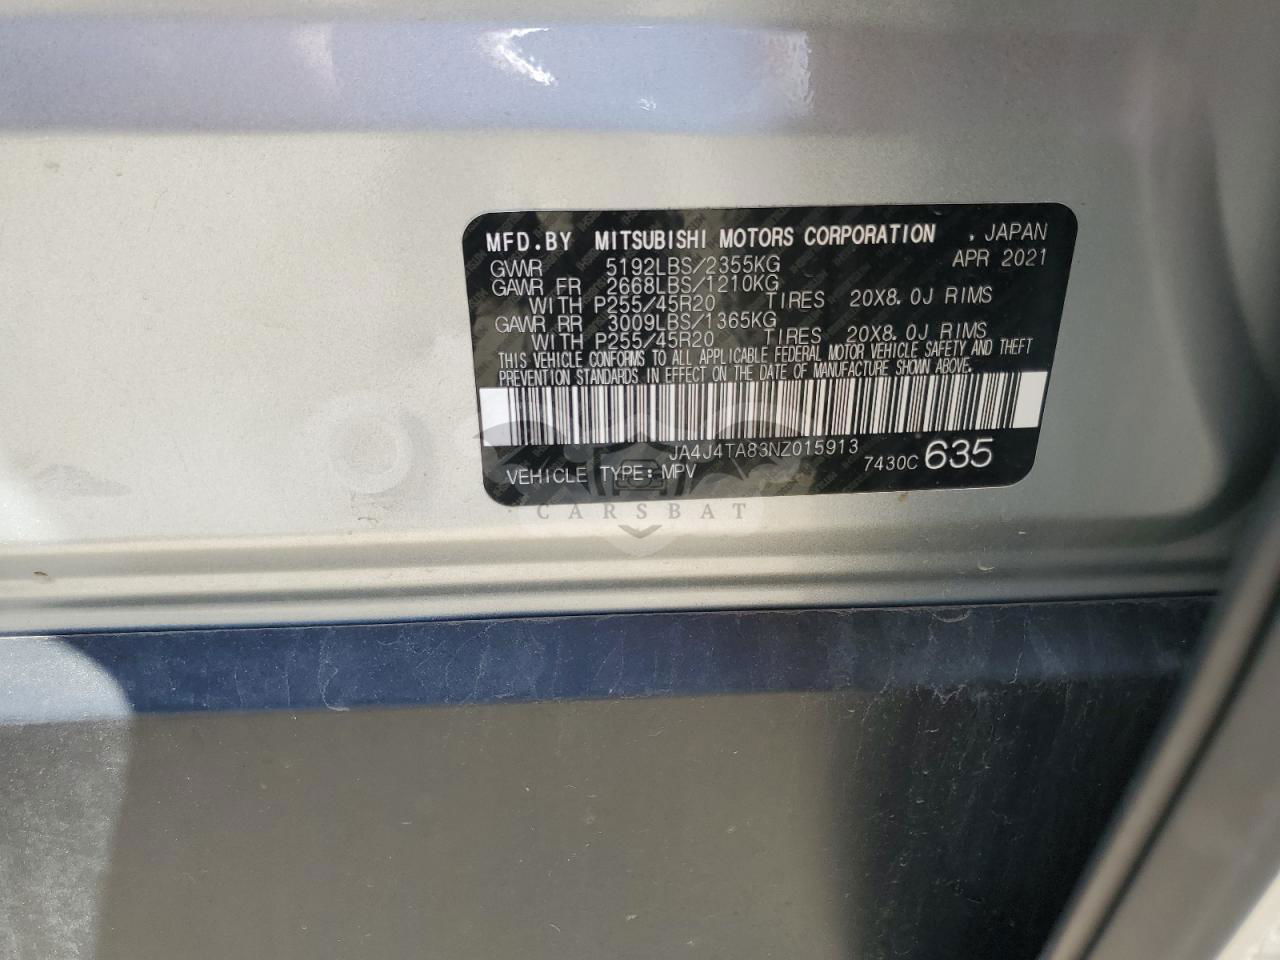 MFD.BY MITSUBISHI MOTORS CORPORATION , JAPAN
APR 2021
GVWR 5192LBS/2355KG
GAWR FR 2668LBS/1210KG
WITH P255/45R20 TIRES 20X8.0J RIMS
GAWR RR 3009LBS/1365KG
WITH P255/45R20 TIRES 20X8.0J RIMS
THIS VEHICLE CONFORMS TO ALL APPLICABLE FEDERAL MOTOR VEHICLE SAFETY AND THEFT
PREVENTION STANDARDS IN EFFECT ON THE DATE OF MANUFACTURE SHOWN ABOVE.
JA4J4TA83NZ015913
VEHICLE TYPE: MPV 7430C 635
CARSBAT